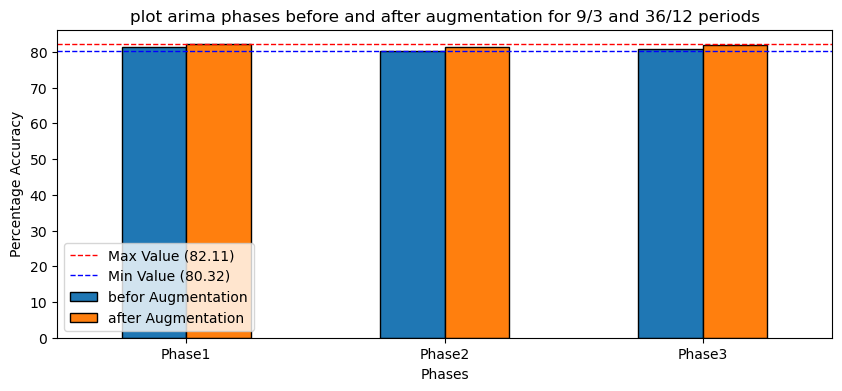 plot arima phases before and after augmentation for 9/3 and 36/12 periods
Percentage Accuracy
80
70
60
50
40
30
20
10
0
Max Value (82.11)
Min Value (80.32)
befor Augmentation
after Augmentation
Phase1
Phase2
Phase3
Phases